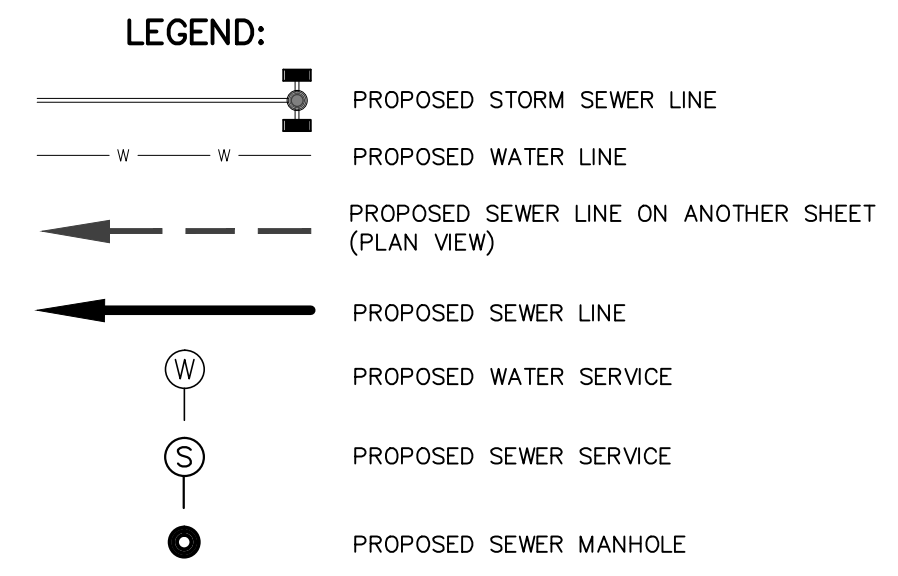 LEGEND:
PROPOSED STORM SEWER LINE
W W
PROPOSED WATER LINE
PROPOSED SEWER LINE ON ANOTHER SHEET
(PLAN VIEW)
PROPOSED SEWER LINE
W
PROPOSED WATER SERVICE
S
PROPOSED SEWER SERVICE
PROPOSED SEWER MANHOLE